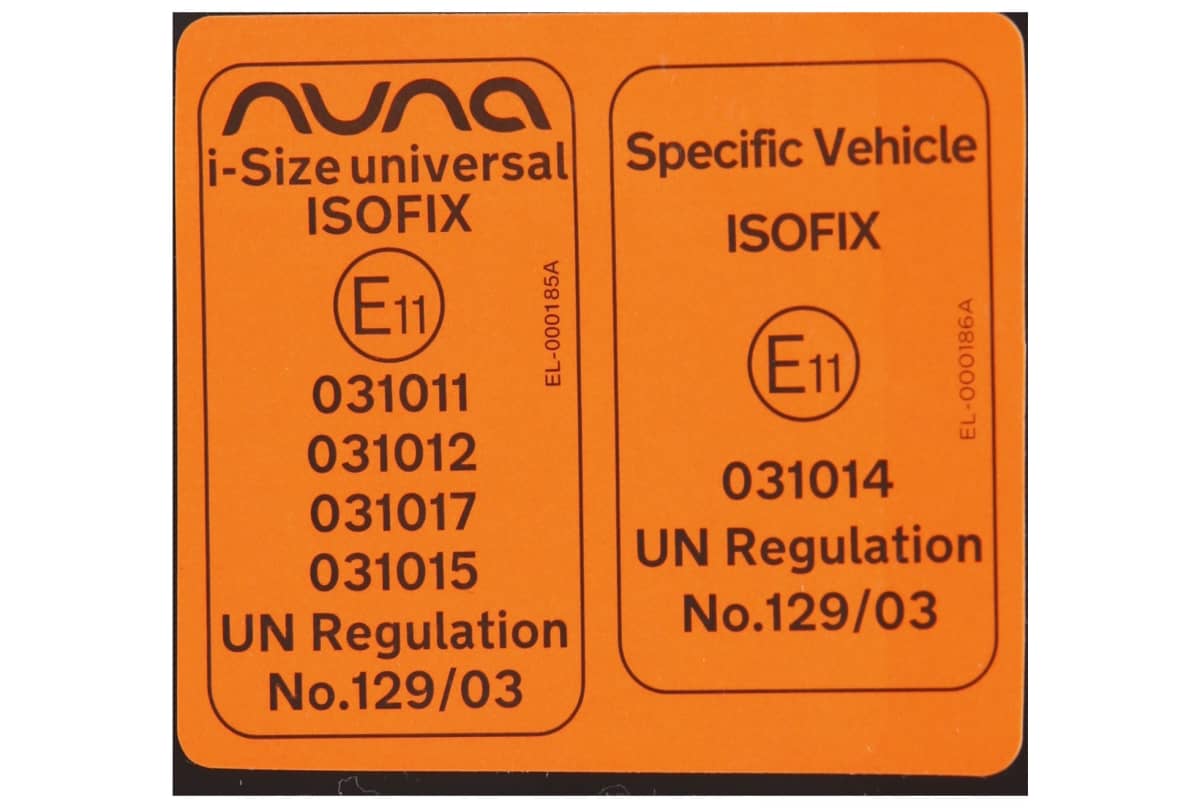 nuna
i-Size universal
ISOFIX
E11
EL-000185A
031011
031012
031017
031015
UN Regulation
No.129/03
Specific Vehicle
ISOFIX
E11
EL-000186A
031014
UN Regulation
No.129/03